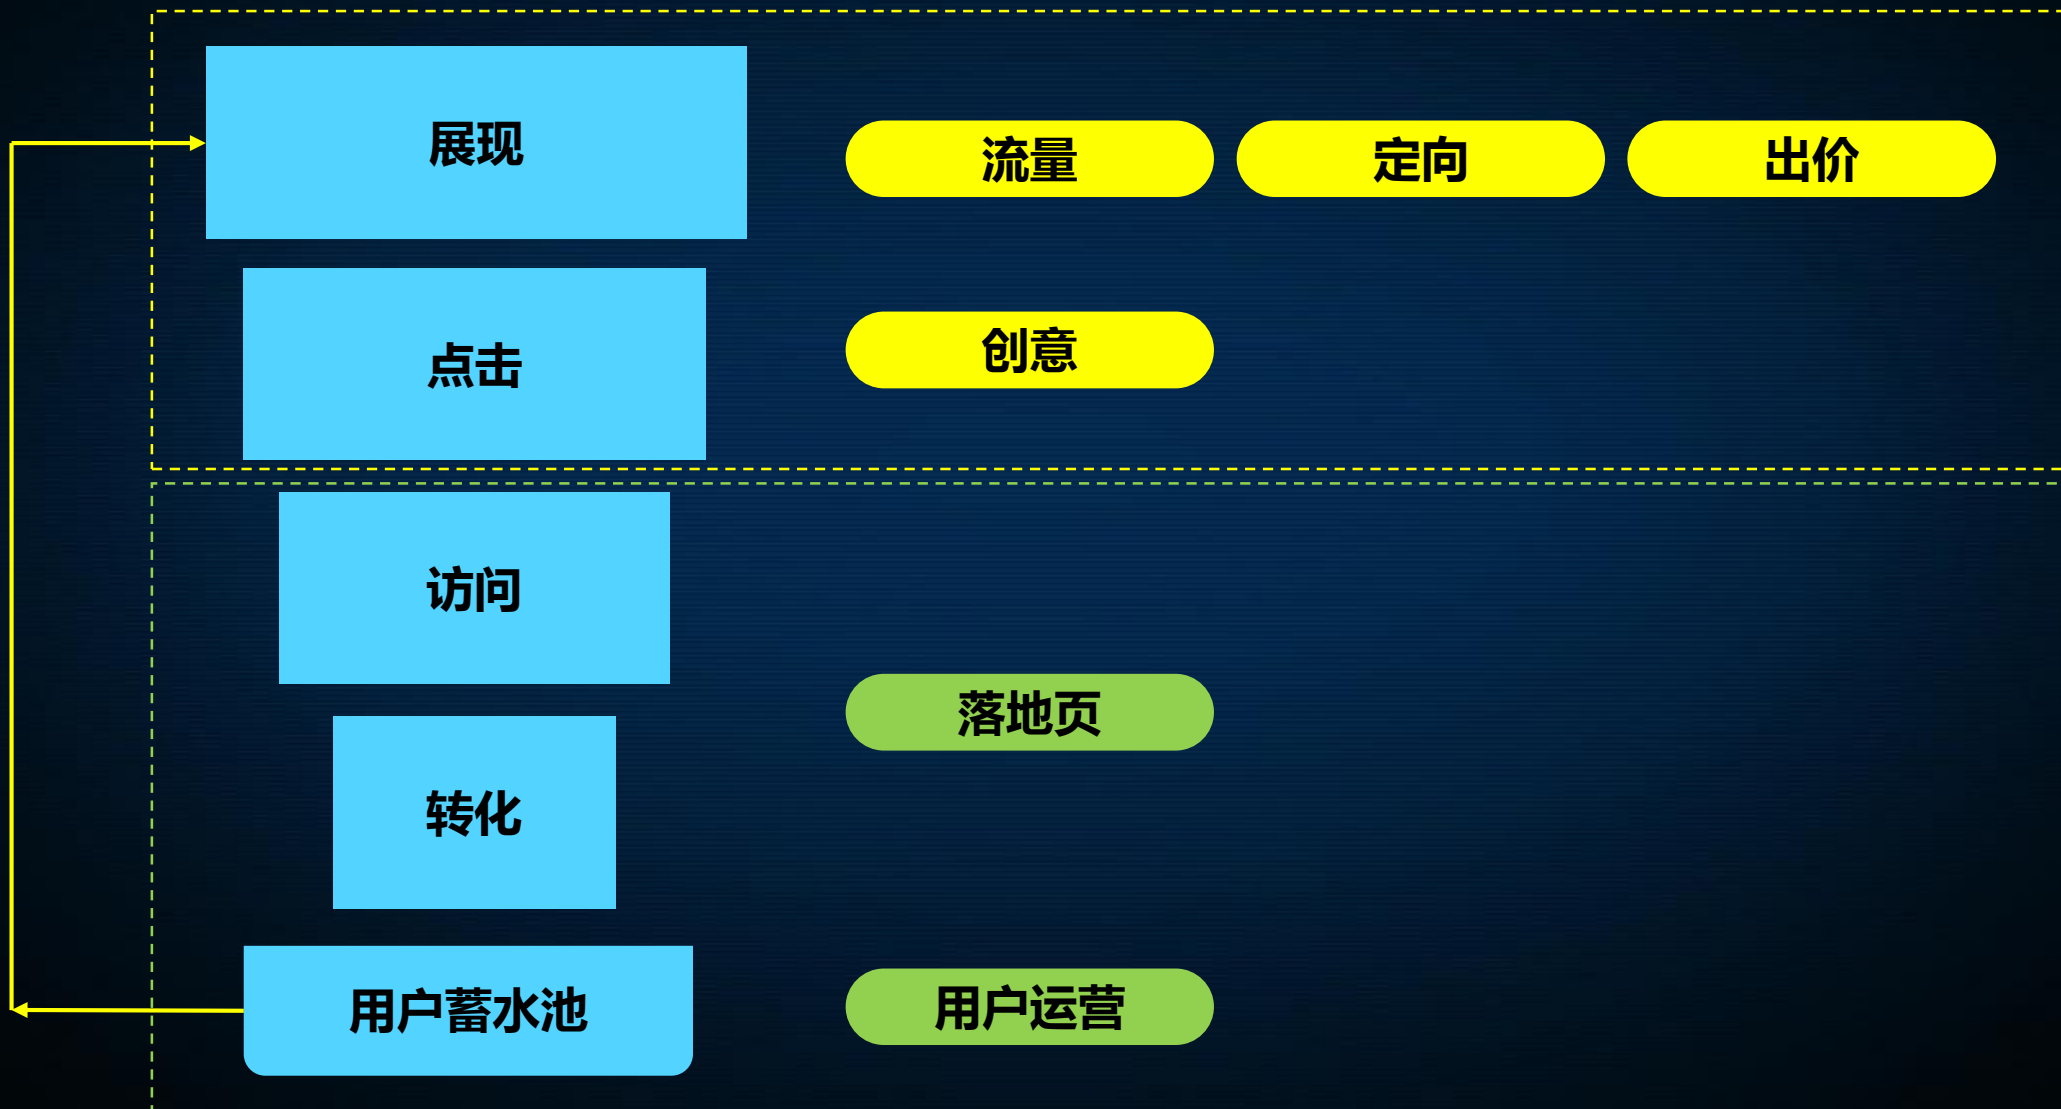 展现
流量
定向
出价
点击
创意
访问
落地页
转化
用户蓄水池
用户运营